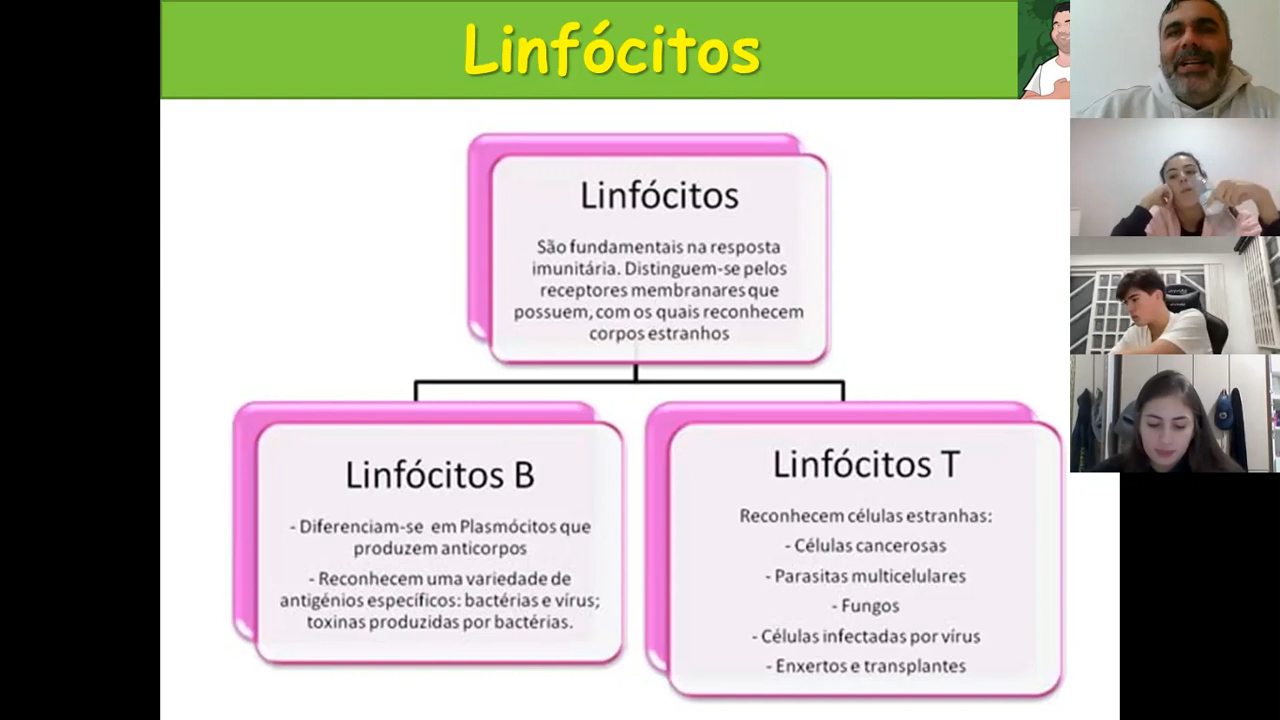 Linfócitos
Linfócitos
São fundamentais na resposta
imunitária. Distinguem-se pelos
receptores membranares que
possuem, com os quais reconhecem
corpos estranhos
Linfócitos B
- Diferenciam-se em Plasmócitos que
produzem anticorpos
- Reconhecem uma variedade de
antigénios específicos: bactérias e vírus;
toxinas produzidas por bactérias.
Linfócitos T
Reconhecem células estranhas:
- Células cancerosas
- Parasitas multicelulares
- Fungos
- Células infectadas por vírus
- Enxertos e transplantes